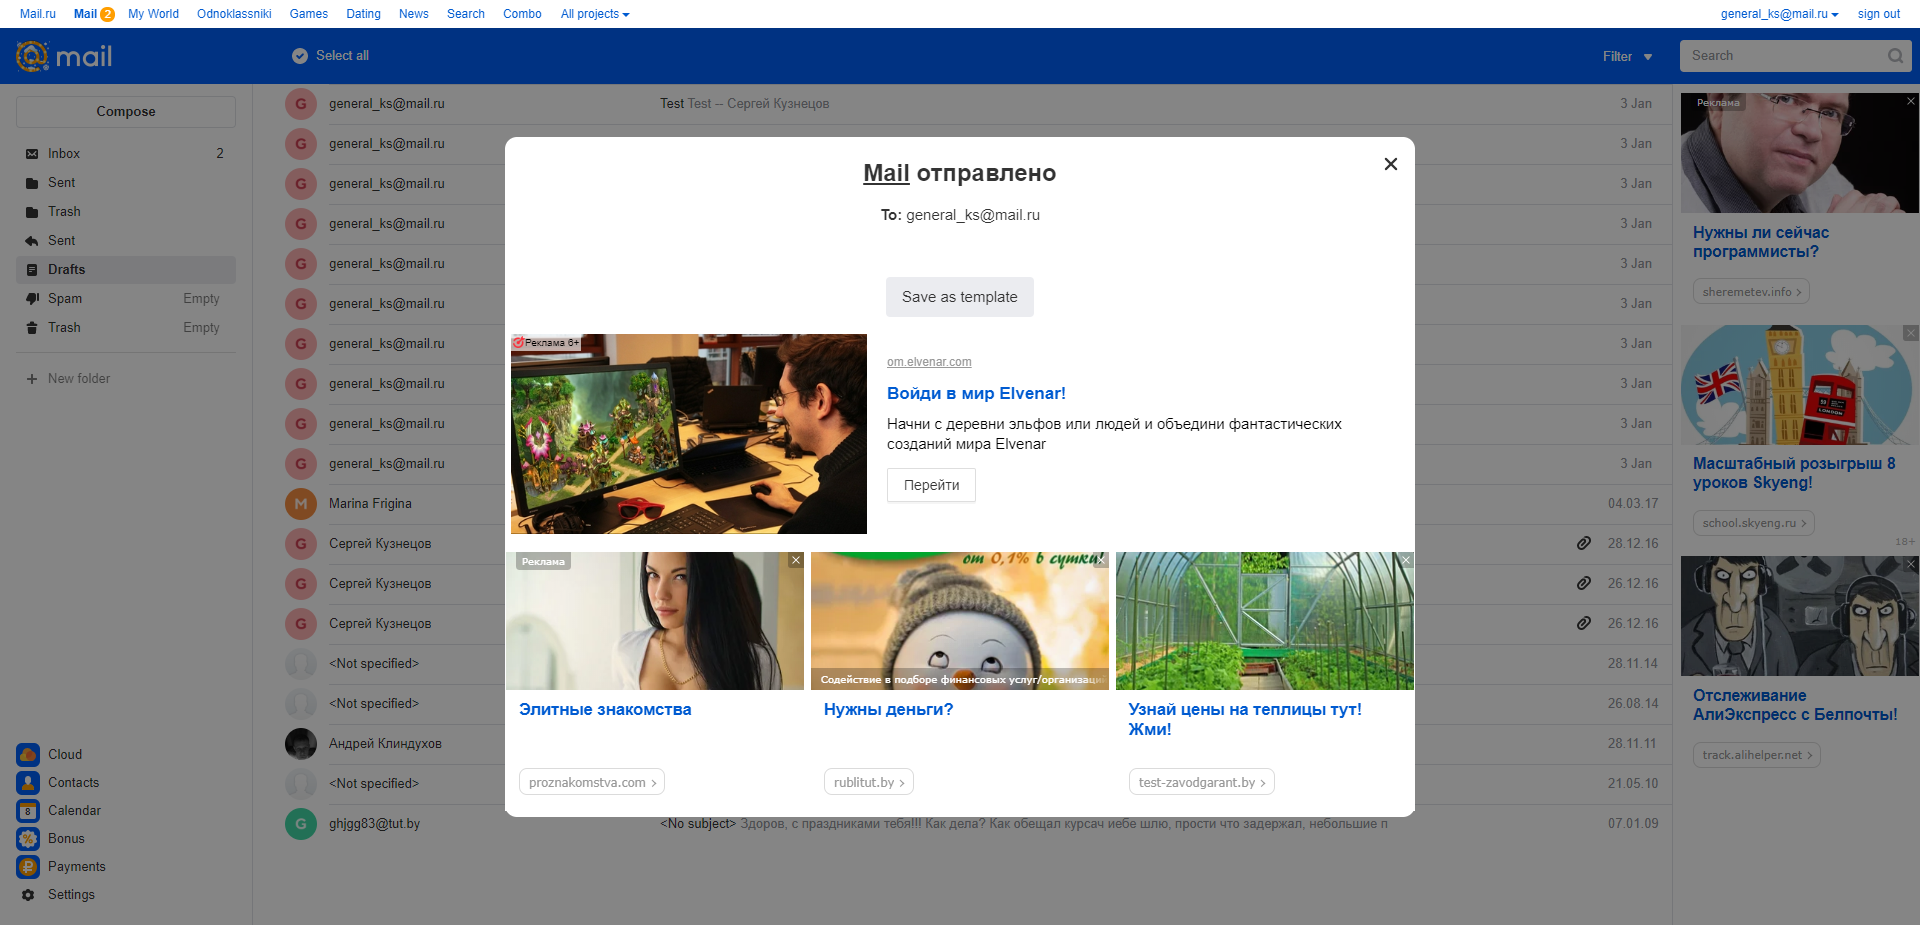 Mail.ru Mail 2 My World Odnoklassniki Games Dating News Search Combo All projects general_ks@mail.ru sign out
mail Select all Filter Search
Compose
Inbox 2
Sent
Trash
Sent
Drafts
Spam Empty
Trash Empty
New folder
Cloud
Contacts
8 Calendar
Bonus
Payments
Settings
G general_ks@mail.ru Test Test -- Сергей Кузнецов 3 Jan
G general_ks@mail.ru 3 Jan
G general_ks@mail.ru 3 Jan
G general_ks@mail.ru 3 Jan
G general_ks@mail.ru 3 Jan
G general_ks@mail.ru 3 Jan
G general_ks@mail.ru 3 Jan
G general_ks@mail.ru 3 Jan
G general_ks@mail.ru 3 Jan
G general_ks@mail.ru 3 Jan
M Marina Frigina 04.03.17
G Сергей Кузнецов 28.12.16
G Сергей Кузнецов 26.12.16
G Сергей Кузнецов 26.12.16
<Not specified> 28.11.14
<Not specified> 26.08.14
Андрей Клиндухов 28.11.11
<Not specified> 21.05.10
G ghjgg83@tut.by <No subject> Здоров, с праздниками тебя!!! Как дела? Как обещал курсач иебе шлю, прости что задержал, небольшие п 07.01.09
Mail отправлено
To: general_ks@mail.ru
Save as template
Реклама 6+
om.elvenar.com
Войди в мир Elvenar!
Начни с деревни эльфов или людей и объедини фантастических
созданий мира Elvenar
Перейти
Реклама
Элитные знакомства
proznakomstva.com >
от 0,1% в сутки!
Содействие в подборе финансовых услуг/организаций
Нужны деньги?
rublitut.by >
Узнай цены на теплицы тут!
Жми!
test-zavodgarant.by >
Реклама
Нужны ли сейчас
программисты?
sheremetev.info >
LONDON
Масштабный розыгрыш 8
уроков Skyeng!
school.skyeng.ru >
18+
Отслеживание
АлиЭкспресс с Белпочты!
track.alihelper.net >